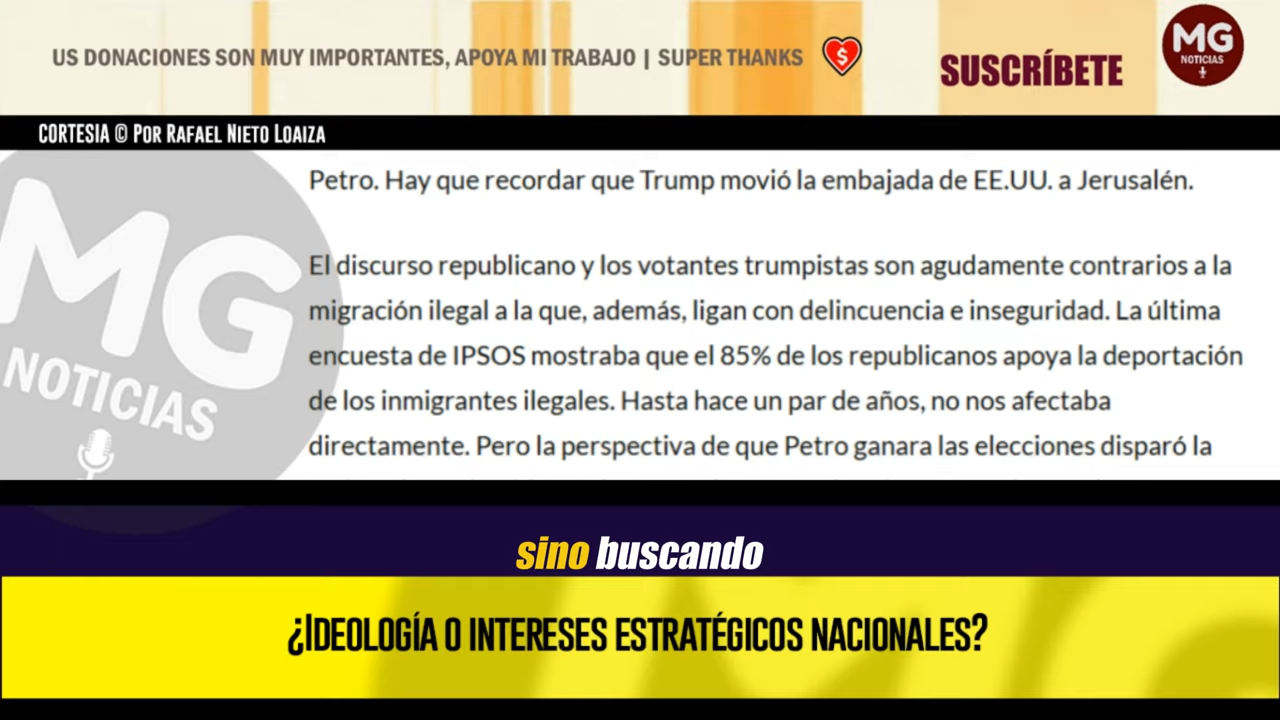 US DONACIONES SON MUY IMPORTANTES, APOYA MI TRABAJO | SUPER THANKS
SUSCRÍBETE
MG
NOTICIAS
CORTESIA © POR RAFAEL NIETO LOAIZA
Petro. Hay que recordar que Trump movió la embajada de EE.UU. a Jerusalén.
El discurso republicano y los votantes trumpistas son agudamente contrarios a la
migración ilegal a la que, además, ligan con delincuencia e inseguridad. La última
encuesta de IPSOS mostraba que el 85% de los republicanos apoya la deportación
de los inmigrantes ilegales. Hasta hace un par de años, no nos afectaba
directamente. Pero la perspectiva de que Petro ganara las elecciones disparó la
MG
NOTICIAS
sino buscando
¿IDEOLOGÍA O INTERESES ESTRATÉGICOS NACIONALES?